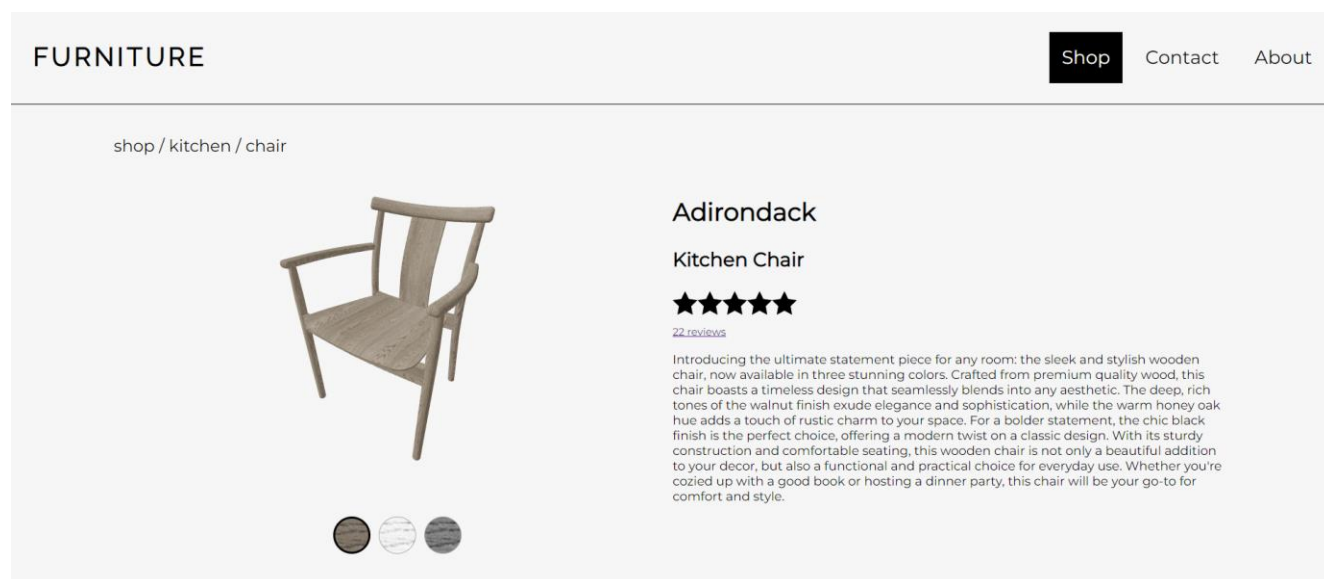 FURNITURE
Shop
Contact
About
shop / kitchen / chair
Adirondack
Kitchen Chair
22 reviews
Introducing the ultimate statement piece for any room: the sleek and stylish wooden
chair, now available in three stunning colors. Crafted from premium quality wood, this
chair boasts a timeless design that seamlessly blends into any aesthetic. The deep, rich
tones of the walnut finish exude elegance and sophistication, while the warm honey oak
hue adds a touch of rustic charm to your space. For a bolder statement, the chic black
finish is the perfect choice, offering a modern twist on a classic design. With its sturdy
construction and comfortable seating, this wooden chair is not only a beautiful addition
to your decor, but also a functional and practical choice for everyday use. Whether you're
cozied up with a good book or hosting a dinner party, this chair will be your go-to for
comfort and style.